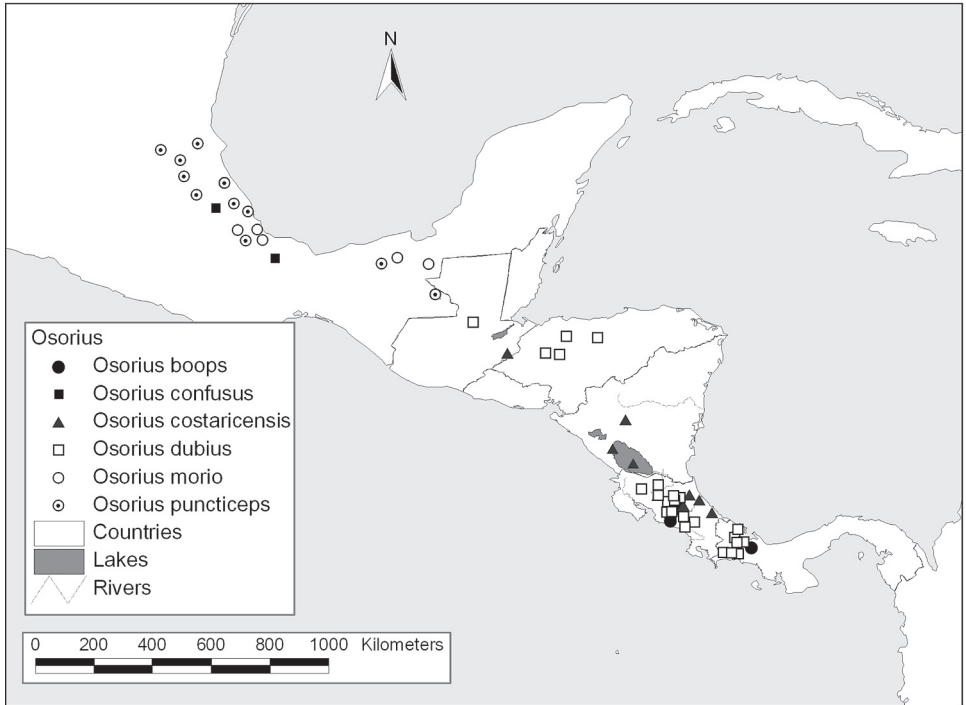 N
Osorius
Osorius boops
Osorius confusus
Osorius costaricensis
Osorius dubius
Osorius morio
Osorius puncticeps
Countries
Lakes
Rivers
0 200 400 600 800 1000 Kilometers